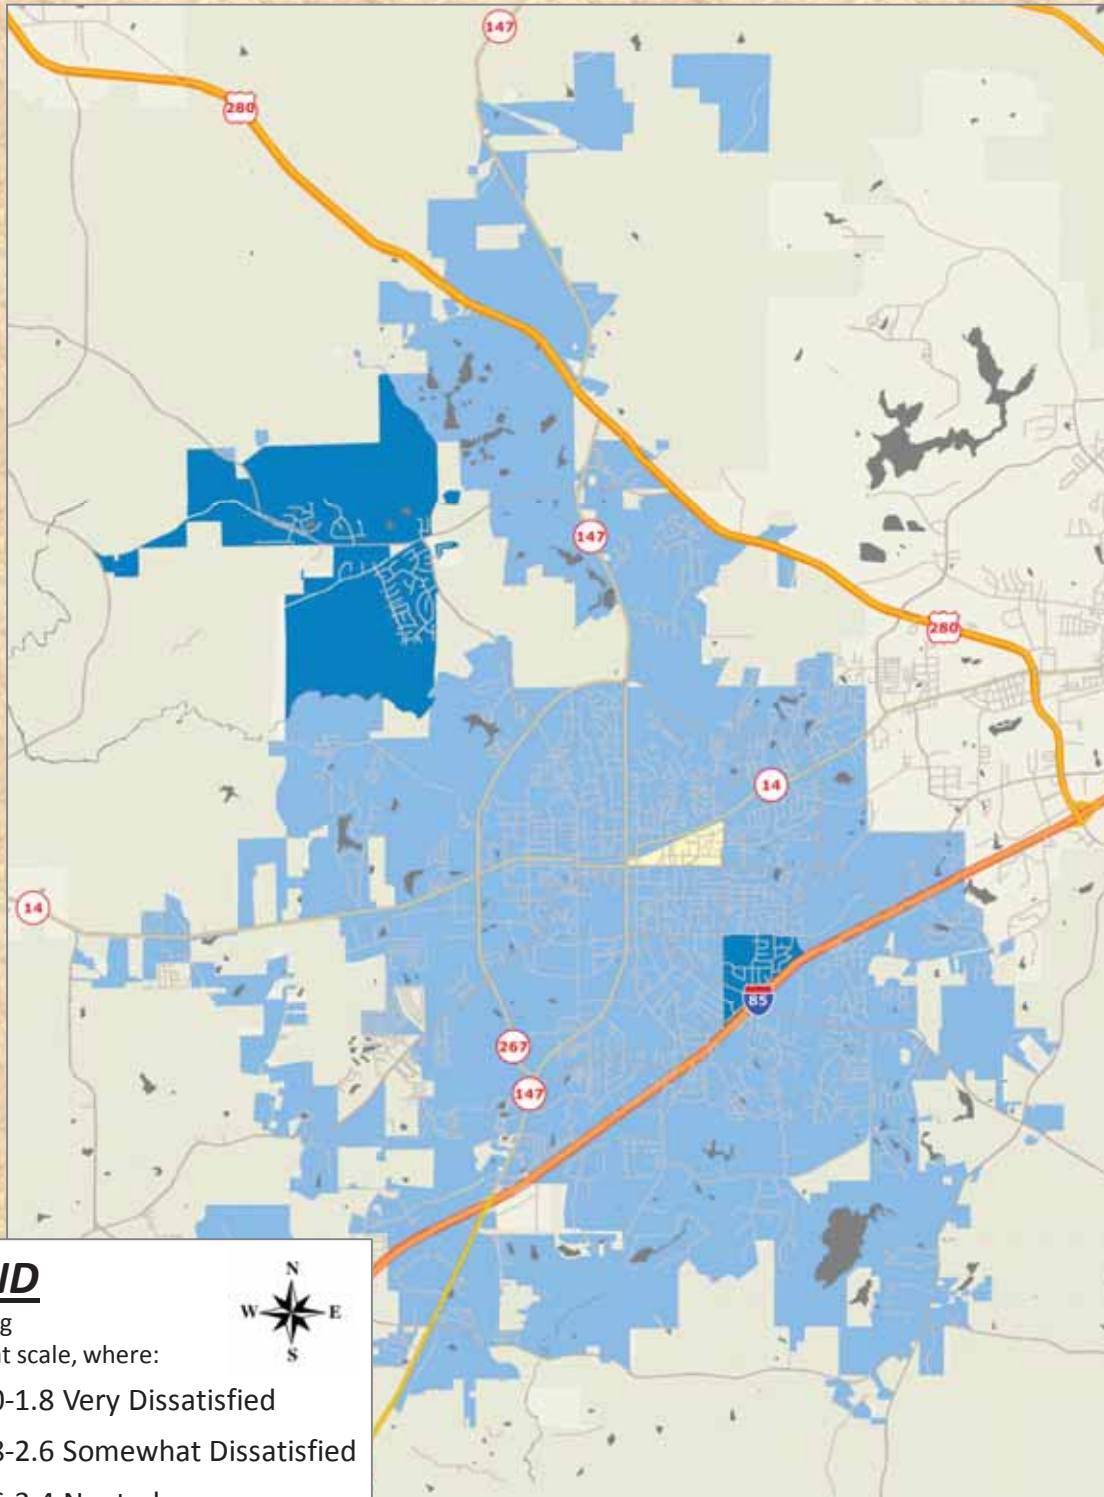 147
280
147
280
14
14
85
267
147
ND
g
N
W E
S
t scale, where:
0-1.8 Very Dissatisfied
8-2.6 Somewhat Dissatisfied